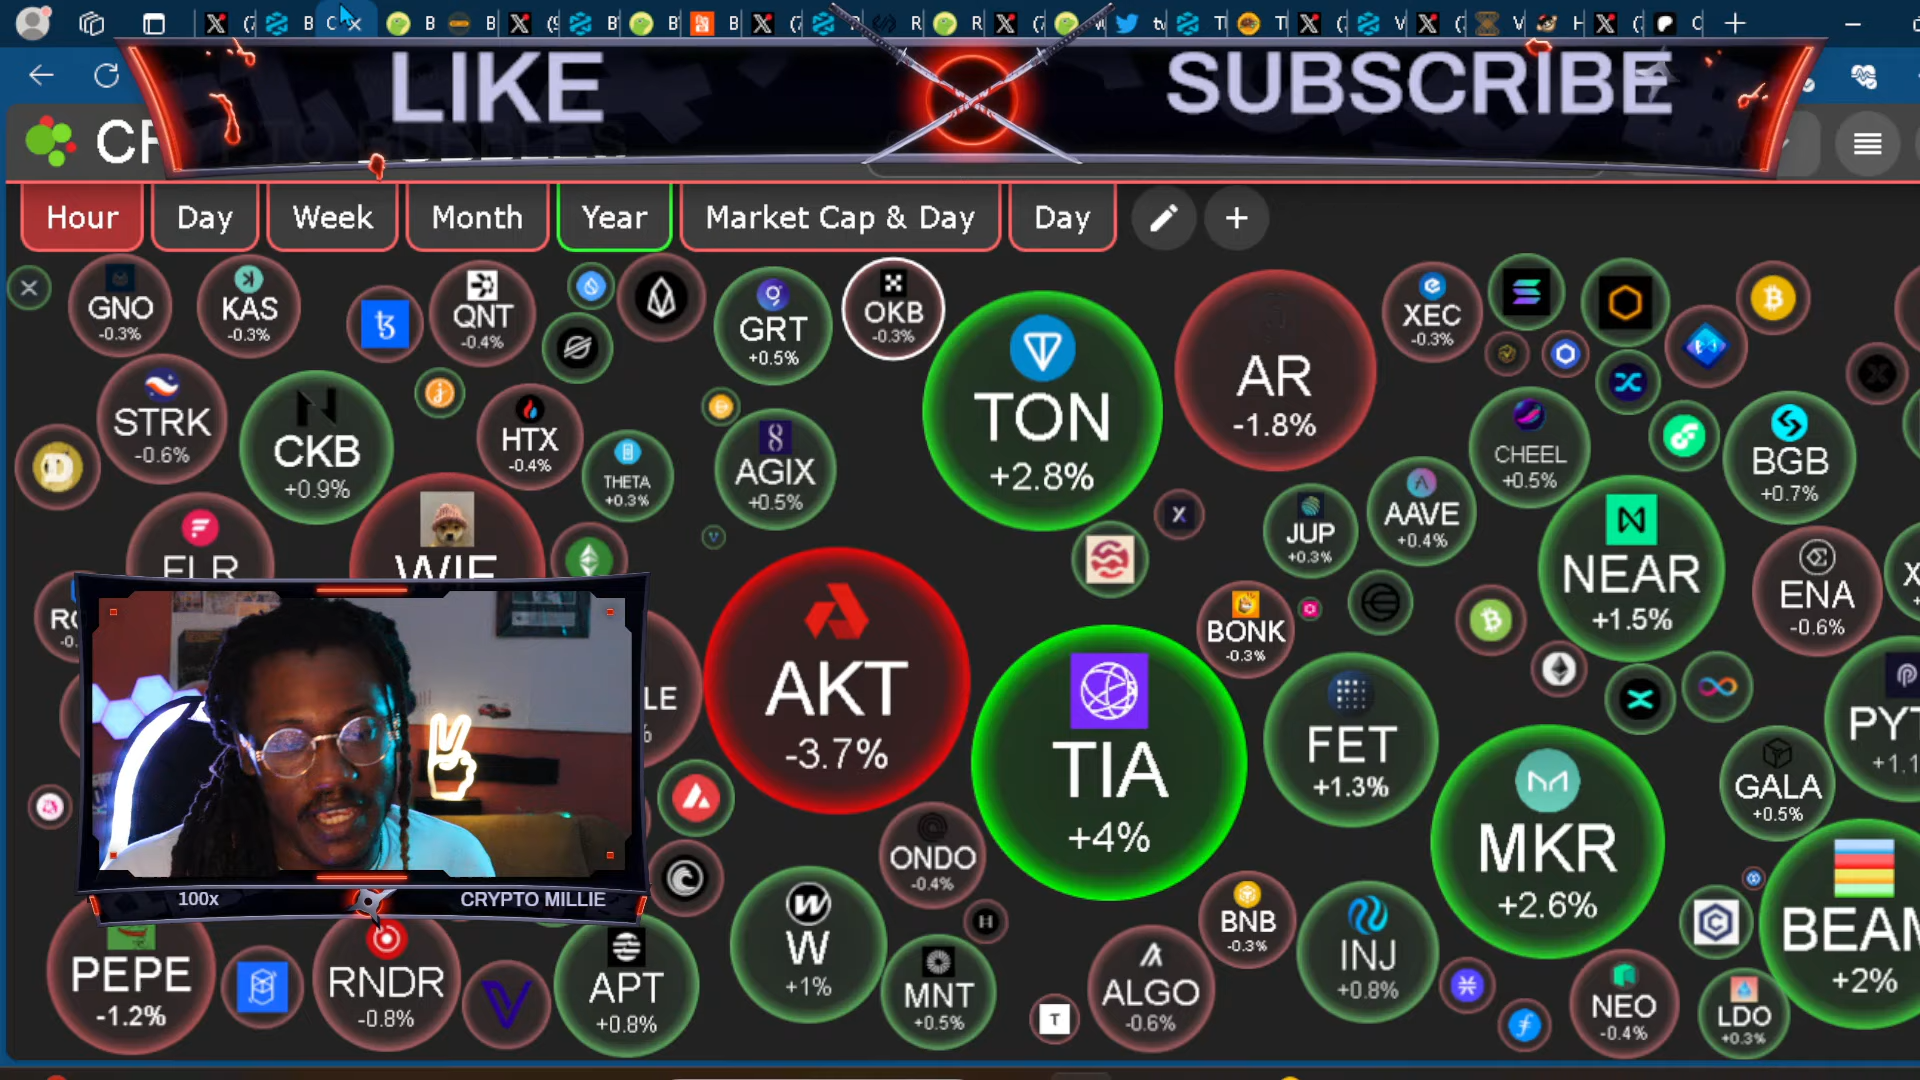 LIKE
SUBSCRIBE
Hour
Day
Week
Month
Year
Market Cap & Day
Day
GNO
-0.3%
KAS
-0.3%
QNT
-0.4%
GRT
+0.5%
OKB
-0.3%
TON
+2.8%
AR
-1.8%
XEC
-0.3%
STRK
-0.6%
CKB
+0.9%
HTX
-0.4%
THETA
+0.3%
AGIX
+0.5%
CHEEL
+0.5%
BGB
+0.7%
JUP
+0.3%
AAVE
+0.4%
NEAR
+1.5%
ENA
-0.6%
FLR
WIF
BONK
-0.3%
AKT
-3.7%
TIA
+4%
FET
+1.3%
MKR
+2.6%
GALA
+0.5%
ONDO
-0.4%
100x
CRYPTO MILLIE
PEPE
-1.2%
RNDR
-0.8%
APT
+0.8%
W
+1%
MNT
+0.5%
ALGO
-0.6%
BNB
-0.3%
INJ
+0.8%
NEO
-0.4%
LDO
+0.3%
BEAM
+2%